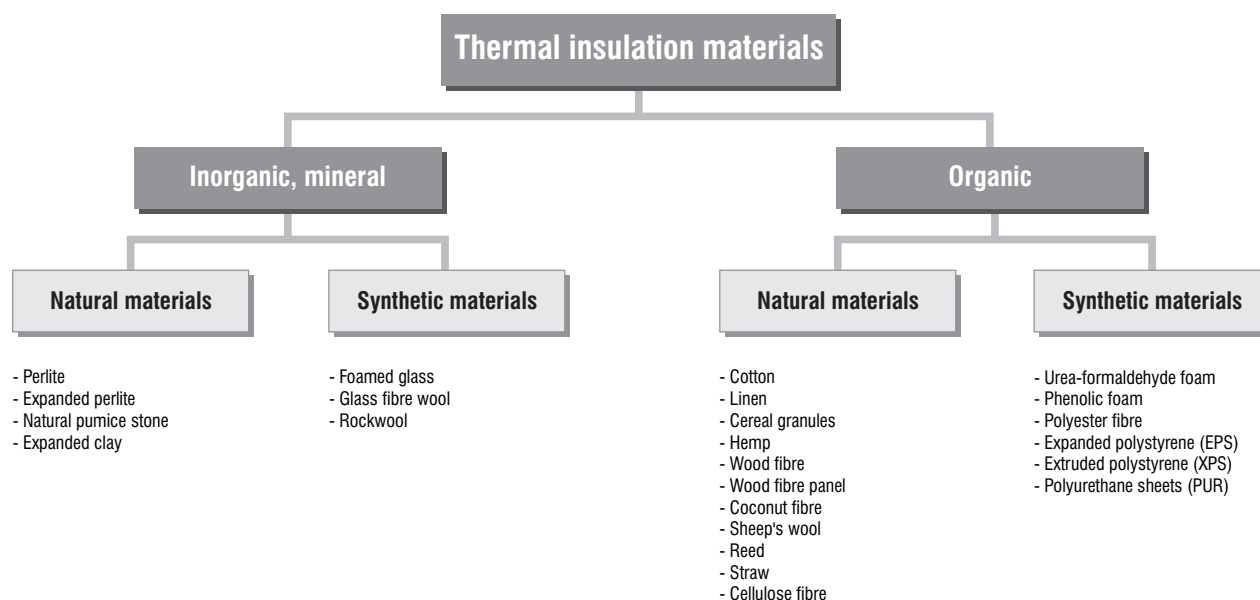 Thermal insulation materials
Inorganic, mineral
Organic
Natural materials
Synthetic materials
Natural materials
Synthetic materials
- Perlite
- Expanded perlite
- Natural pumice stone
- Expanded clay
- Foamed glass
- Glass fibre wool
- Rockwool
- Cotton
- Linen
- Cereal granules
- Hemp
- Wood fibre
- Wood fibre panel
- Coconut fibre
- Sheep's wool
- Reed
- Straw
- Cellulose fibre
- Urea-formaldehyde foam
- Phenolic foam
- Polyester fibre
- Expanded polystyrene (EPS)
- Extruded polystyrene (XPS)
- Polyurethane sheets (PUR)